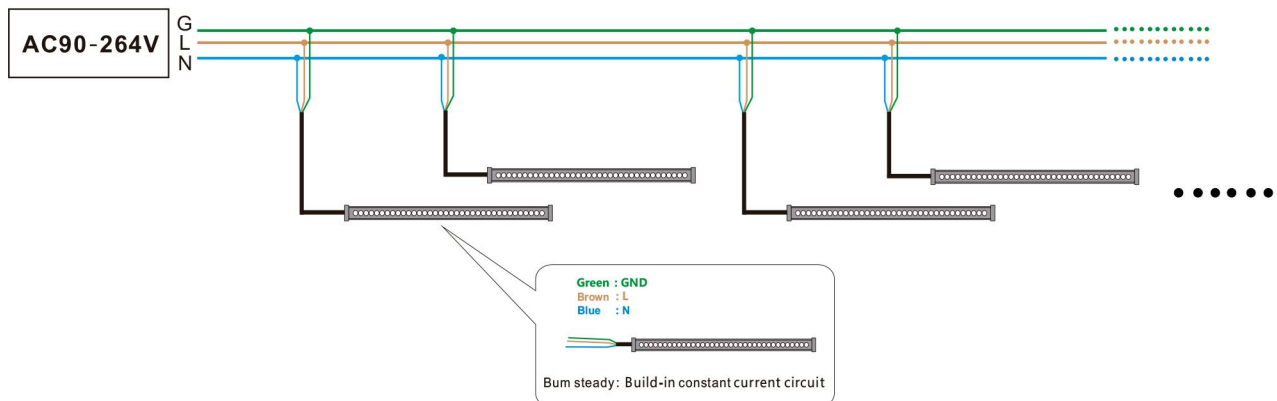 AC90-264V
G
L
N
Green : GND
Brown : L
Blue : N
Bum steady: Build-in constant current circuit